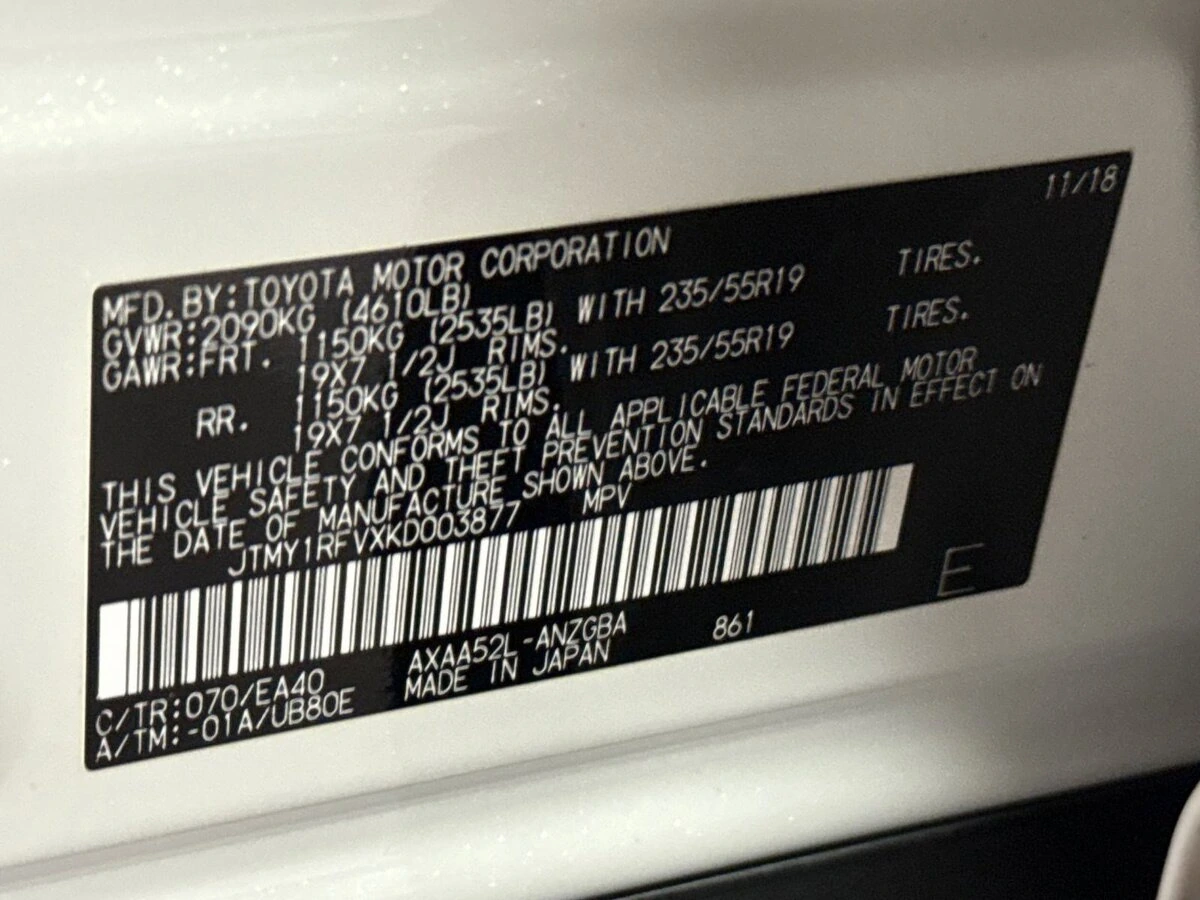 11/18
MFD.BY:TOYOTA MOTOR CORPORATION
GVWR:2090KG (4610LB)
GAWR:FRT. 1150KG (2535LB) WITH 235/55R19 TIRES.
19X7 1/2J RIMS.
RR. 1150KG (2535LB) WITH 235/55R19 TIRES.
19X7 1/2J RIMS.
THIS VEHICLE CONFORMS TO ALL APPLICABLE FEDERAL MOTOR
VEHICLE SAFETY AND THEFT PREVENTION STANDARDS IN EFFECT ON
THE DATE OF MANUFACTURE SHOWN ABOVE.
JTMY1RFVXKD003877 MPV
E
C/TR:070/EA40 AXAA52L-ANZGBA 861
A/TM:-01A/UB80E MADE IN JAPAN